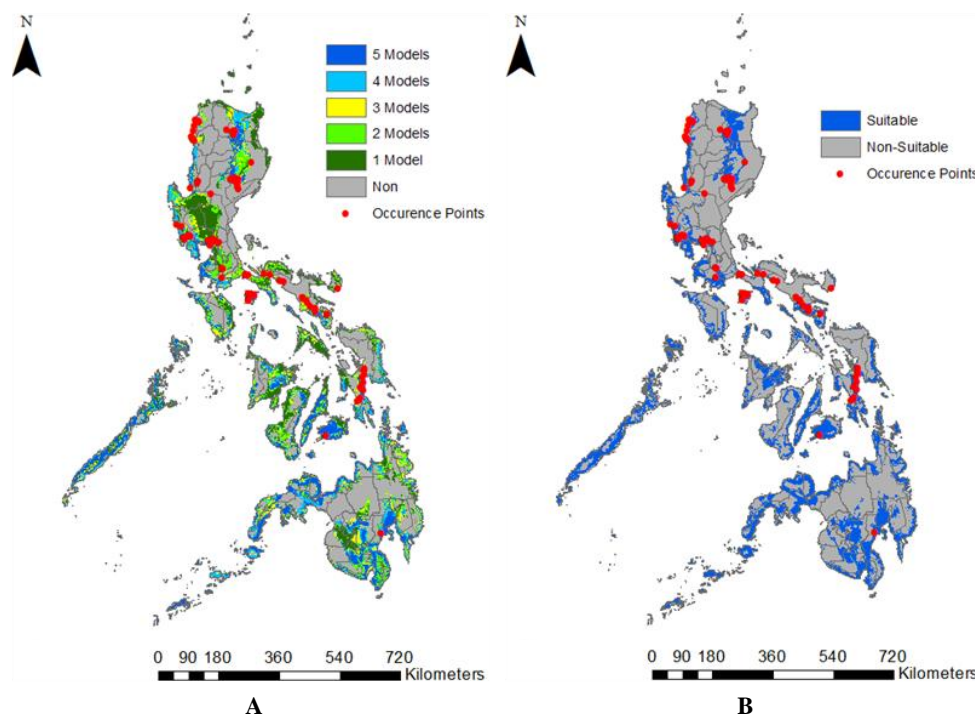 N
5 Models
4 Models
3 Models
2 Models
1 Model
Non
Occurence Points
0 90 180 360 540 720
Kilometers
A
N
Suitable
Non-Suitable
Occurence Points
0 90 180 360 540 720
Kilometers
B